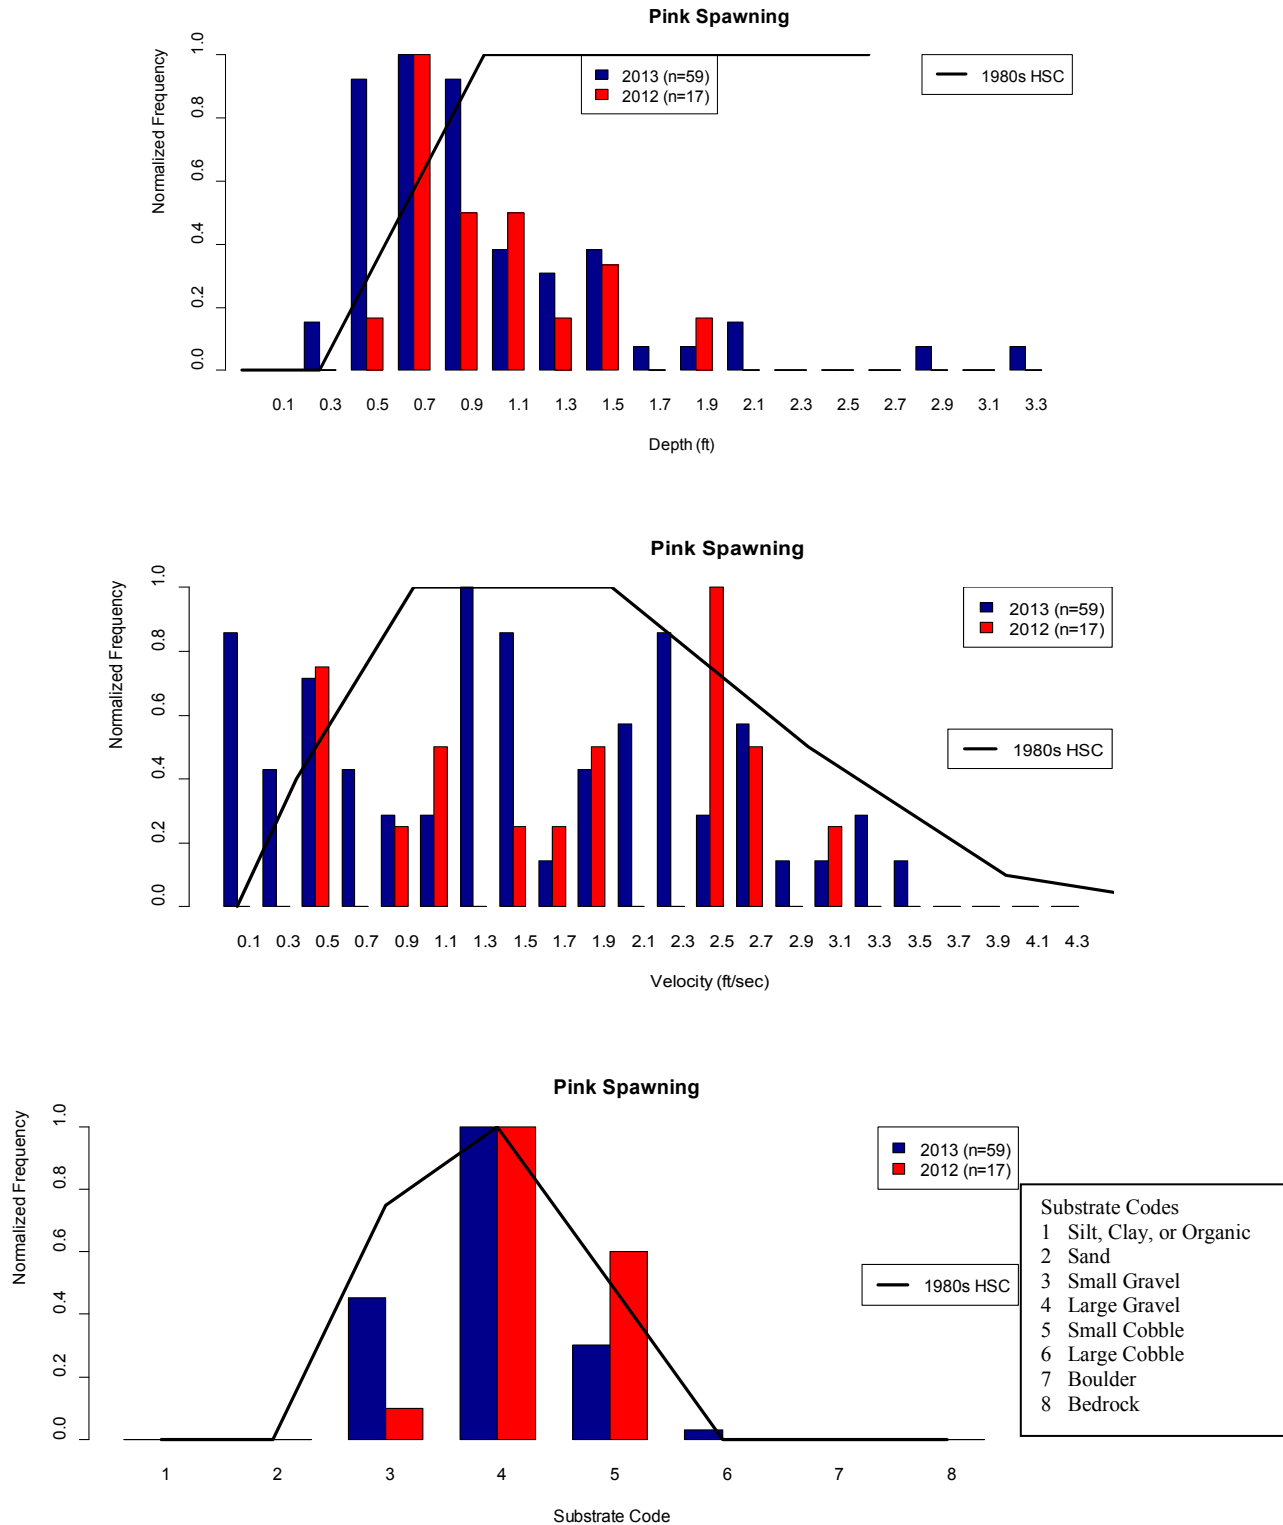 Pink Spawning
Normalized Frequency
1.0
0.8
0.6
0.4
0.2
0.0
2013 (n=59)
2012 (n=17)
1980s HSC
0.1 0.3 0.5 0.7 0.9 1.1 1.3 1.5 1.7 1.9 2.1 2.3 2.5 2.7 2.9 3.1 3.3
Depth (ft)
Pink Spawning
Normalized Frequency
1.0
0.8
0.6
0.4
0.2
0.0
2013 (n=59)
2012 (n=17)
1980s HSC
0.1 0.3 0.5 0.7 0.9 1.1 1.3 1.5 1.7 1.9 2.1 2.3 2.5 2.7 2.9 3.1 3.3 3.5 3.7 3.9 4.1 4.3
Velocity (ft/sec)
Pink Spawning
Normalized Frequency
1.0
0.8
0.6
0.4
0.2
0.0
2013 (n=59)
2012 (n=17)
1980s HSC
Substrate Codes
1 Silt, Clay, or Organic
2 Sand
3 Small Gravel
4 Large Gravel
5 Small Cobble
6 Large Cobble
7 Boulder
8 Bedrock
1 2 3 4 5 6 7 8
Substrate Code